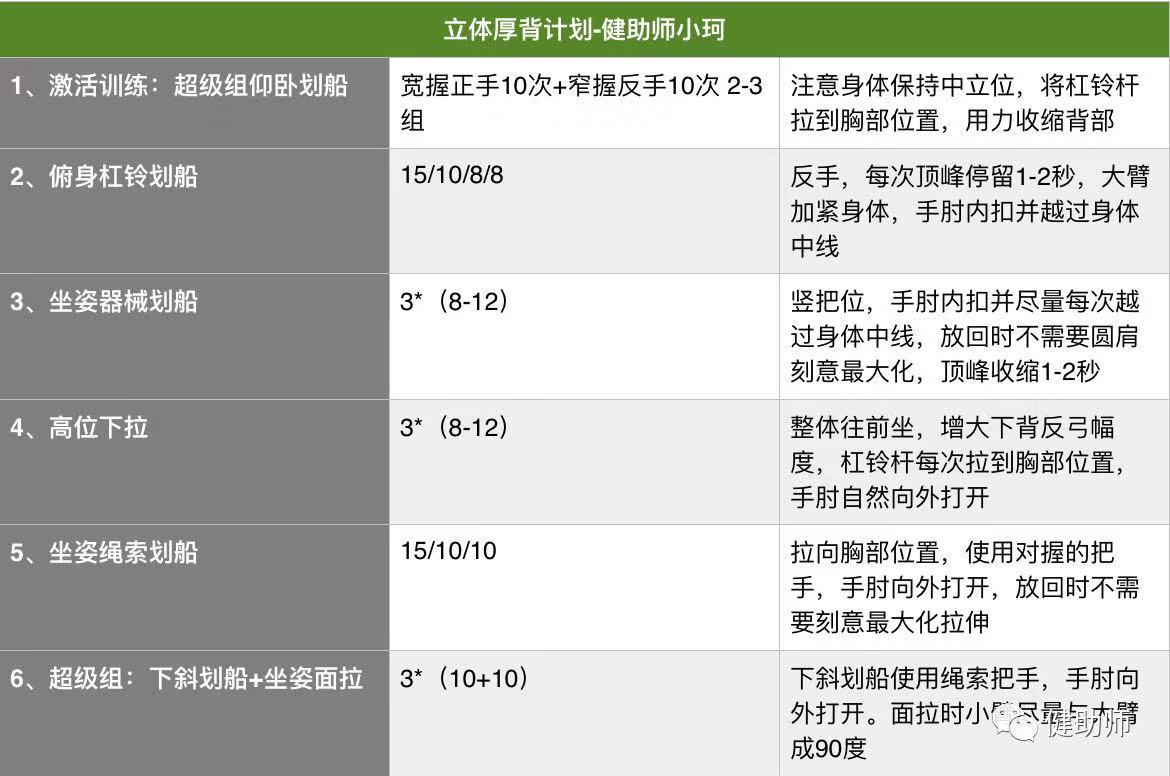 立体厚背计划-健助师小珂
1、激活训练：超级组仰卧划船
宽握正手10次+窄握反手10次 2-3
组
注意身体保持中立位，将杠铃杆
拉到胸部位置，用力收缩背部
2、俯身杠铃划船
15/10/8/8
反手，每次顶峰停留1-2秒，大臂
加紧身体，手肘内扣并越过身体
中线
3、坐姿器械划船
3*（8-12）
竖把位，手肘内扣并尽量每次越
过身体中线，放回时不需要圆肩
刻意最大化，顶峰收缩1-2秒
4、高位下拉
3*（8-12）
整体往前坐，增大下背反弓幅
度，杠铃杆每次拉到胸部位置，
手肘自然向外打开
5、坐姿绳索划船
15/10/10
拉向胸部位置，使用对握的把
手，手肘向外打开，放回时不需
要刻意最大化拉伸
6、超级组：下斜划船+坐姿面拉
3*（10+10）
下斜划船使用绳索把手，手肘向
外打开。面拉时小臂尽量与大臂
成90度
健助师